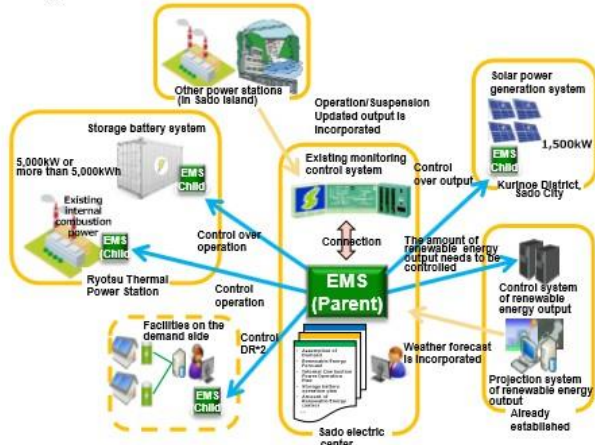 Other power stations
(In Sado Island)
Solar power
generation system
1,500kW
EMS
Child
Kurinoe District,
Sado City
Storage battery system
5,000kW or
more than 5,000kWh
EMS
Child
Existing
internal
combustion
power
EMS
(Child
Ryotsu Thermal
Power Station
Operation/Suspension
Updated output is
incorporated
Existing monitoring
control system
Control
over output
Connection
Control over
operation
Control
operation
The amount of
renewable energy
output needs to be
controlled
EMS
(Parent)
Control system
of renewable
energy output
Projection system
of renewable energy
output
Already
established
Weather forecast
is Incorporated
Facilities on the
demand side
EMS
Child
Control
DR*2
Renewable Energy
Forecast
Sado electric
center